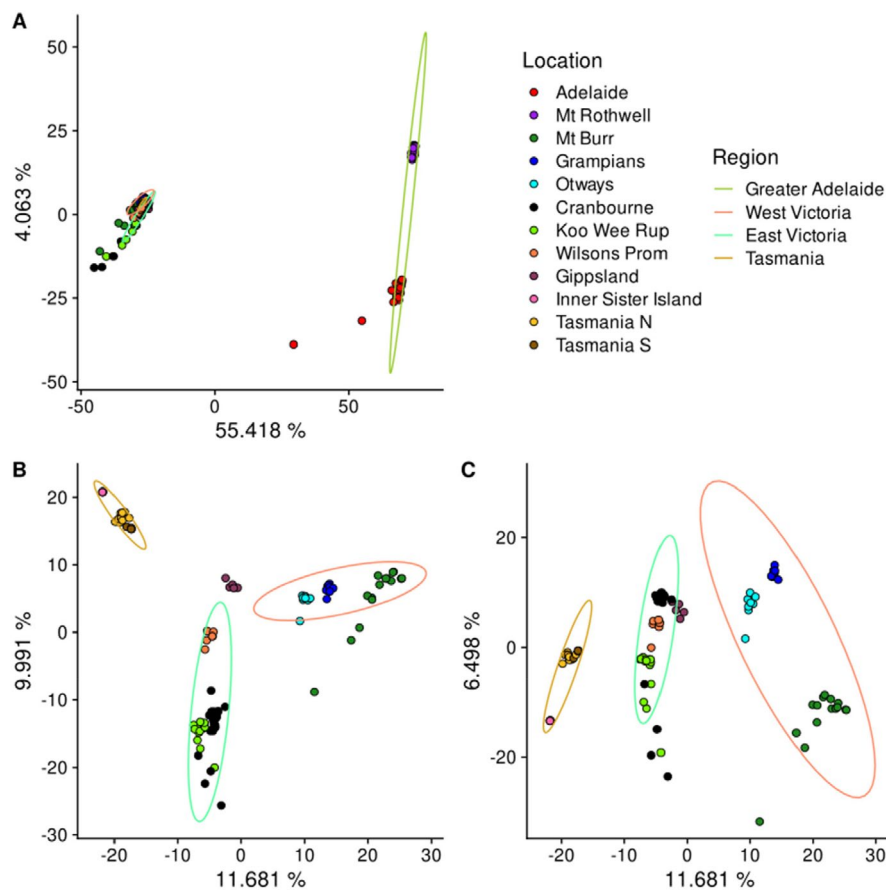 A
50
25
0
-25
-50
4.063 %
-50
0
50
55.418 %
Location
Adelaide
Mt Rothwell
Mt Burr
Grampians
Otways
Cranbourne
Koo Wee Rup
Wilsons Prom
Gippsland
Inner Sister Island
Tasmania N
Tasmania S
Region
Greater Adelaide
West Victoria
East Victoria
Tasmania
B
20
10
0
-10
-20
-30
9.991 %
-20
-10
0
10
20
30
11.681 %
C
20
0
-20
6.498 %
-20
-10
0
10
20
30
11.681 %